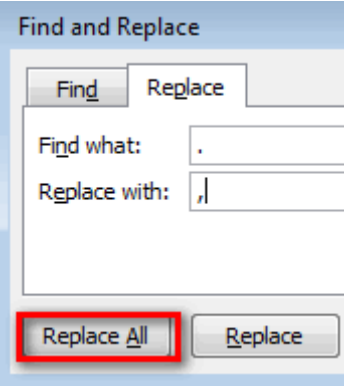 Find and Replace
Find Replace
Find what: .
Replace with: ,
Replace All Replace